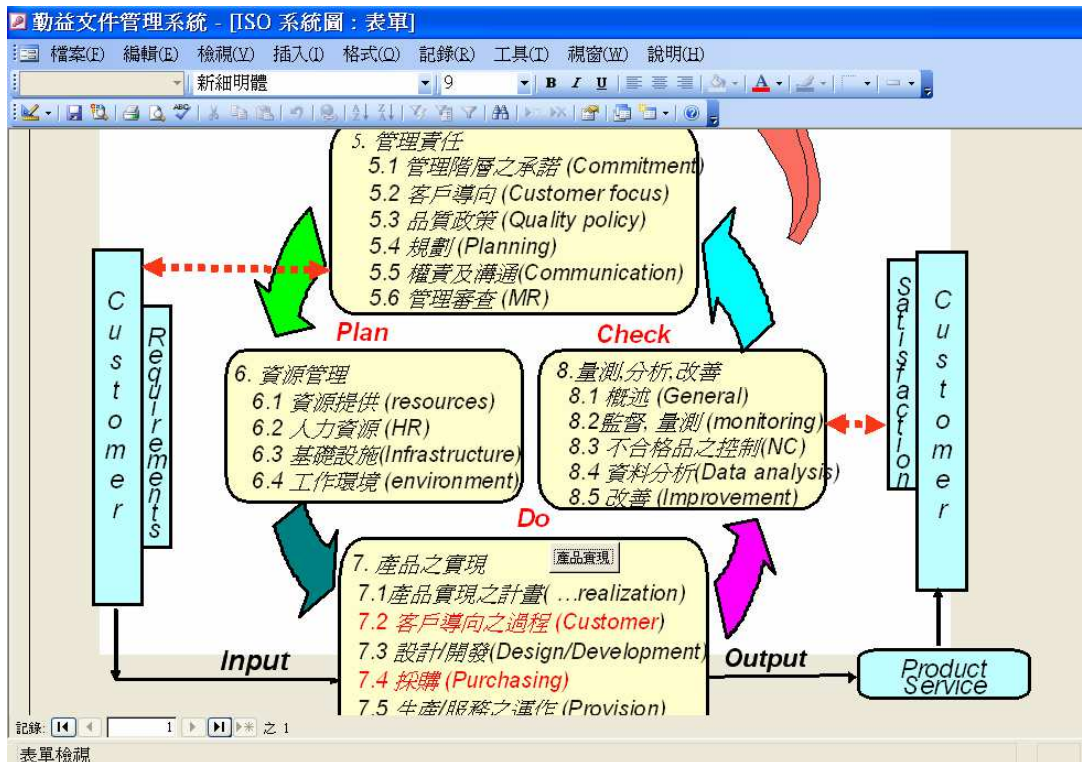 勤益文件管理系統 - [ISO 系統圖：表單]
檔案(F) 編輯(E) 檢視(V) 插入(I) 格式(O) 記錄(R) 工具(T) 視窗(W) 說明(H)
新細明體 9 B I U
5. 管理責任
5.1 管理階層之承諾 (Commitment)
5.2 客戶導向 (Customer focus)
5.3 品質政策 (Quality policy)
5.4 規劃 (Planning)
5.5 權責及溝通(Communication)
5.6 管理審查 (MR)
Customer
Requirements
Plan
Check
Satisfaction
Customer
6. 資源管理
6.1 資源提供 (resources)
6.2 人力資源 (HR)
6.3 基礎設施(Infrastructure)
6.4 工作環境 (environment)
8.量測,分析,改善
8.1 概述 (General)
8.2監督, 量測 (monitoring)
8.3 不合格品之控制(NC)
8.4 資料分析(Data analysis)
8.5 改善 (Improvement)
Do
7. 產品之實現
產品實現
7.1產品實現之計畫( ...realization)
7.2 客戶導向之過程 (Customer)
7.3 設計/開發(Design/Development)
7.4 採購 (Purchasing)
7.5 生產/服務之運作 (Provision)
Input
Output
Product
Service
記錄: 1 之 1
表單檢視